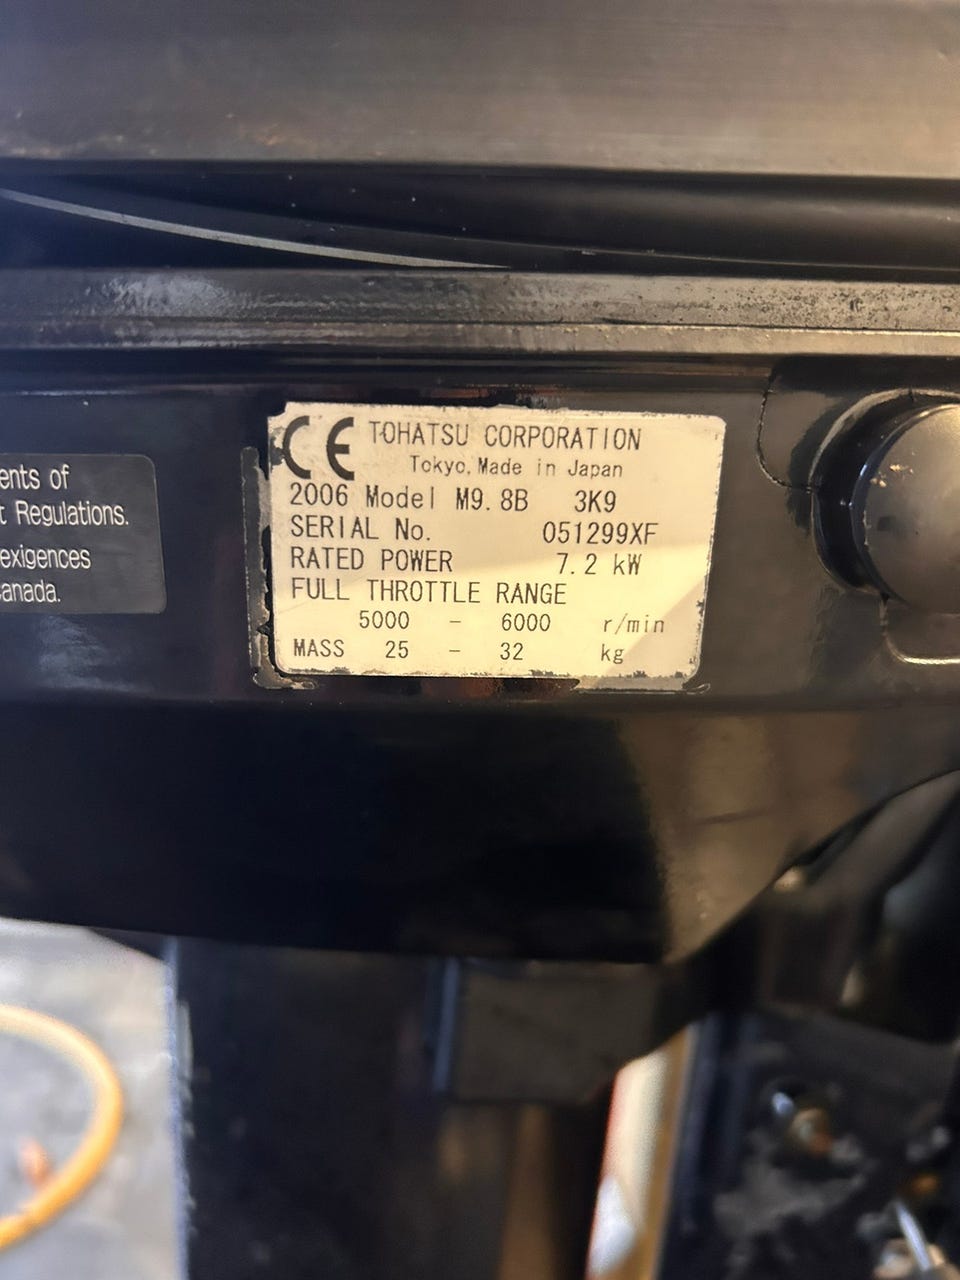 ents of
t Regulations.
exigences
anada.
CE TOHATSU CORPORATION
Tokyo, Made in Japan
2006 Model M9.8B 3K9
SERIAL No. 051299XF
RATED POWER 7.2 kW
FULL THROTTLE RANGE
5000 - 6000 r/min
MASS 25 - 32 kg